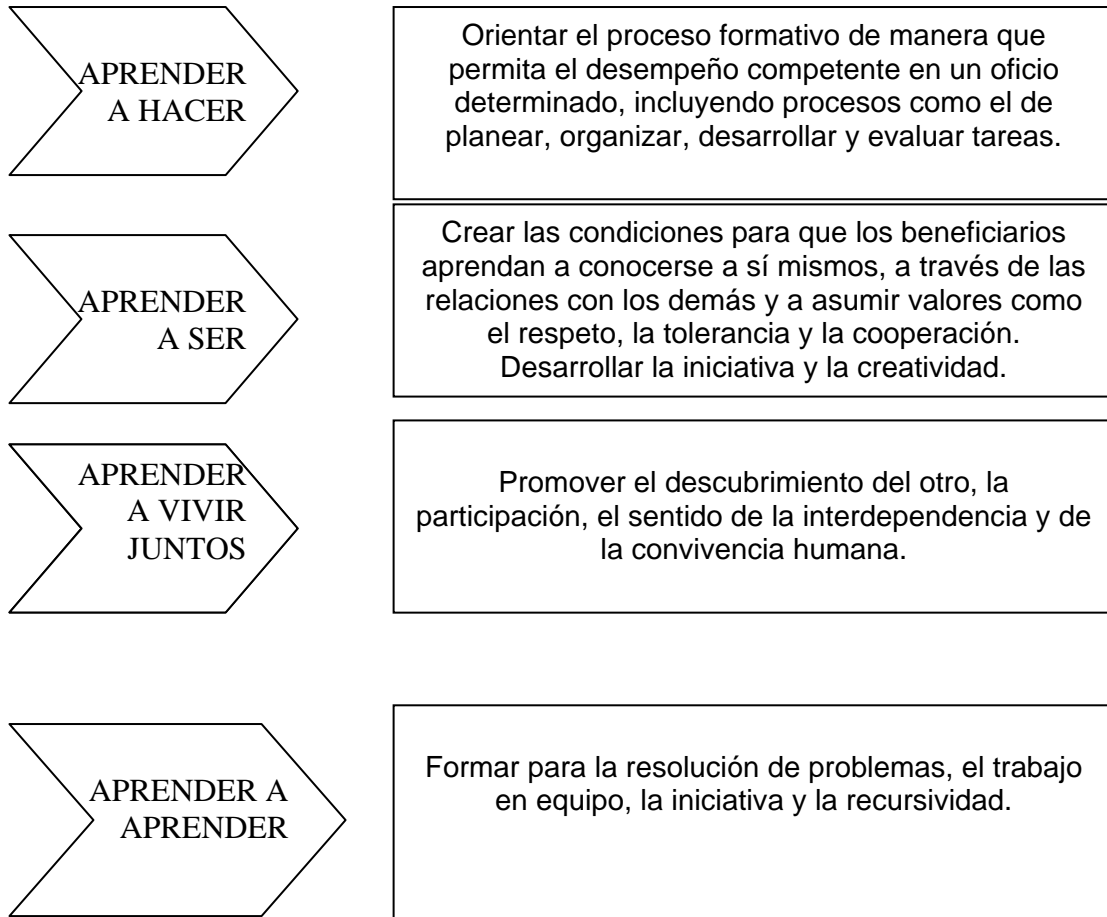 APRENDER
A HACER
Orientar el proceso formativo de manera que
permita el desempeño competente en un oficio
determinado, incluyendo procesos como el de
planear, organizar, desarrollar y evaluar tareas.
APRENDER
A SER
Crear las condiciones para que los beneficiarios
aprendan a conocerse a sí mismos, a través de las
relaciones con los demás y a asumir valores como
el respeto, la tolerancia y la cooperación.
Desarrollar la iniciativa y la creatividad.
APRENDER
A VIVIR
JUNTOS
Promover el descubrimiento del otro, la
participación, el sentido de la interdependencia y de
la convivencia humana.
APRENDER A
APRENDER
Formar para la resolución de problemas, el trabajo
en equipo, la iniciativa y la recursividad.